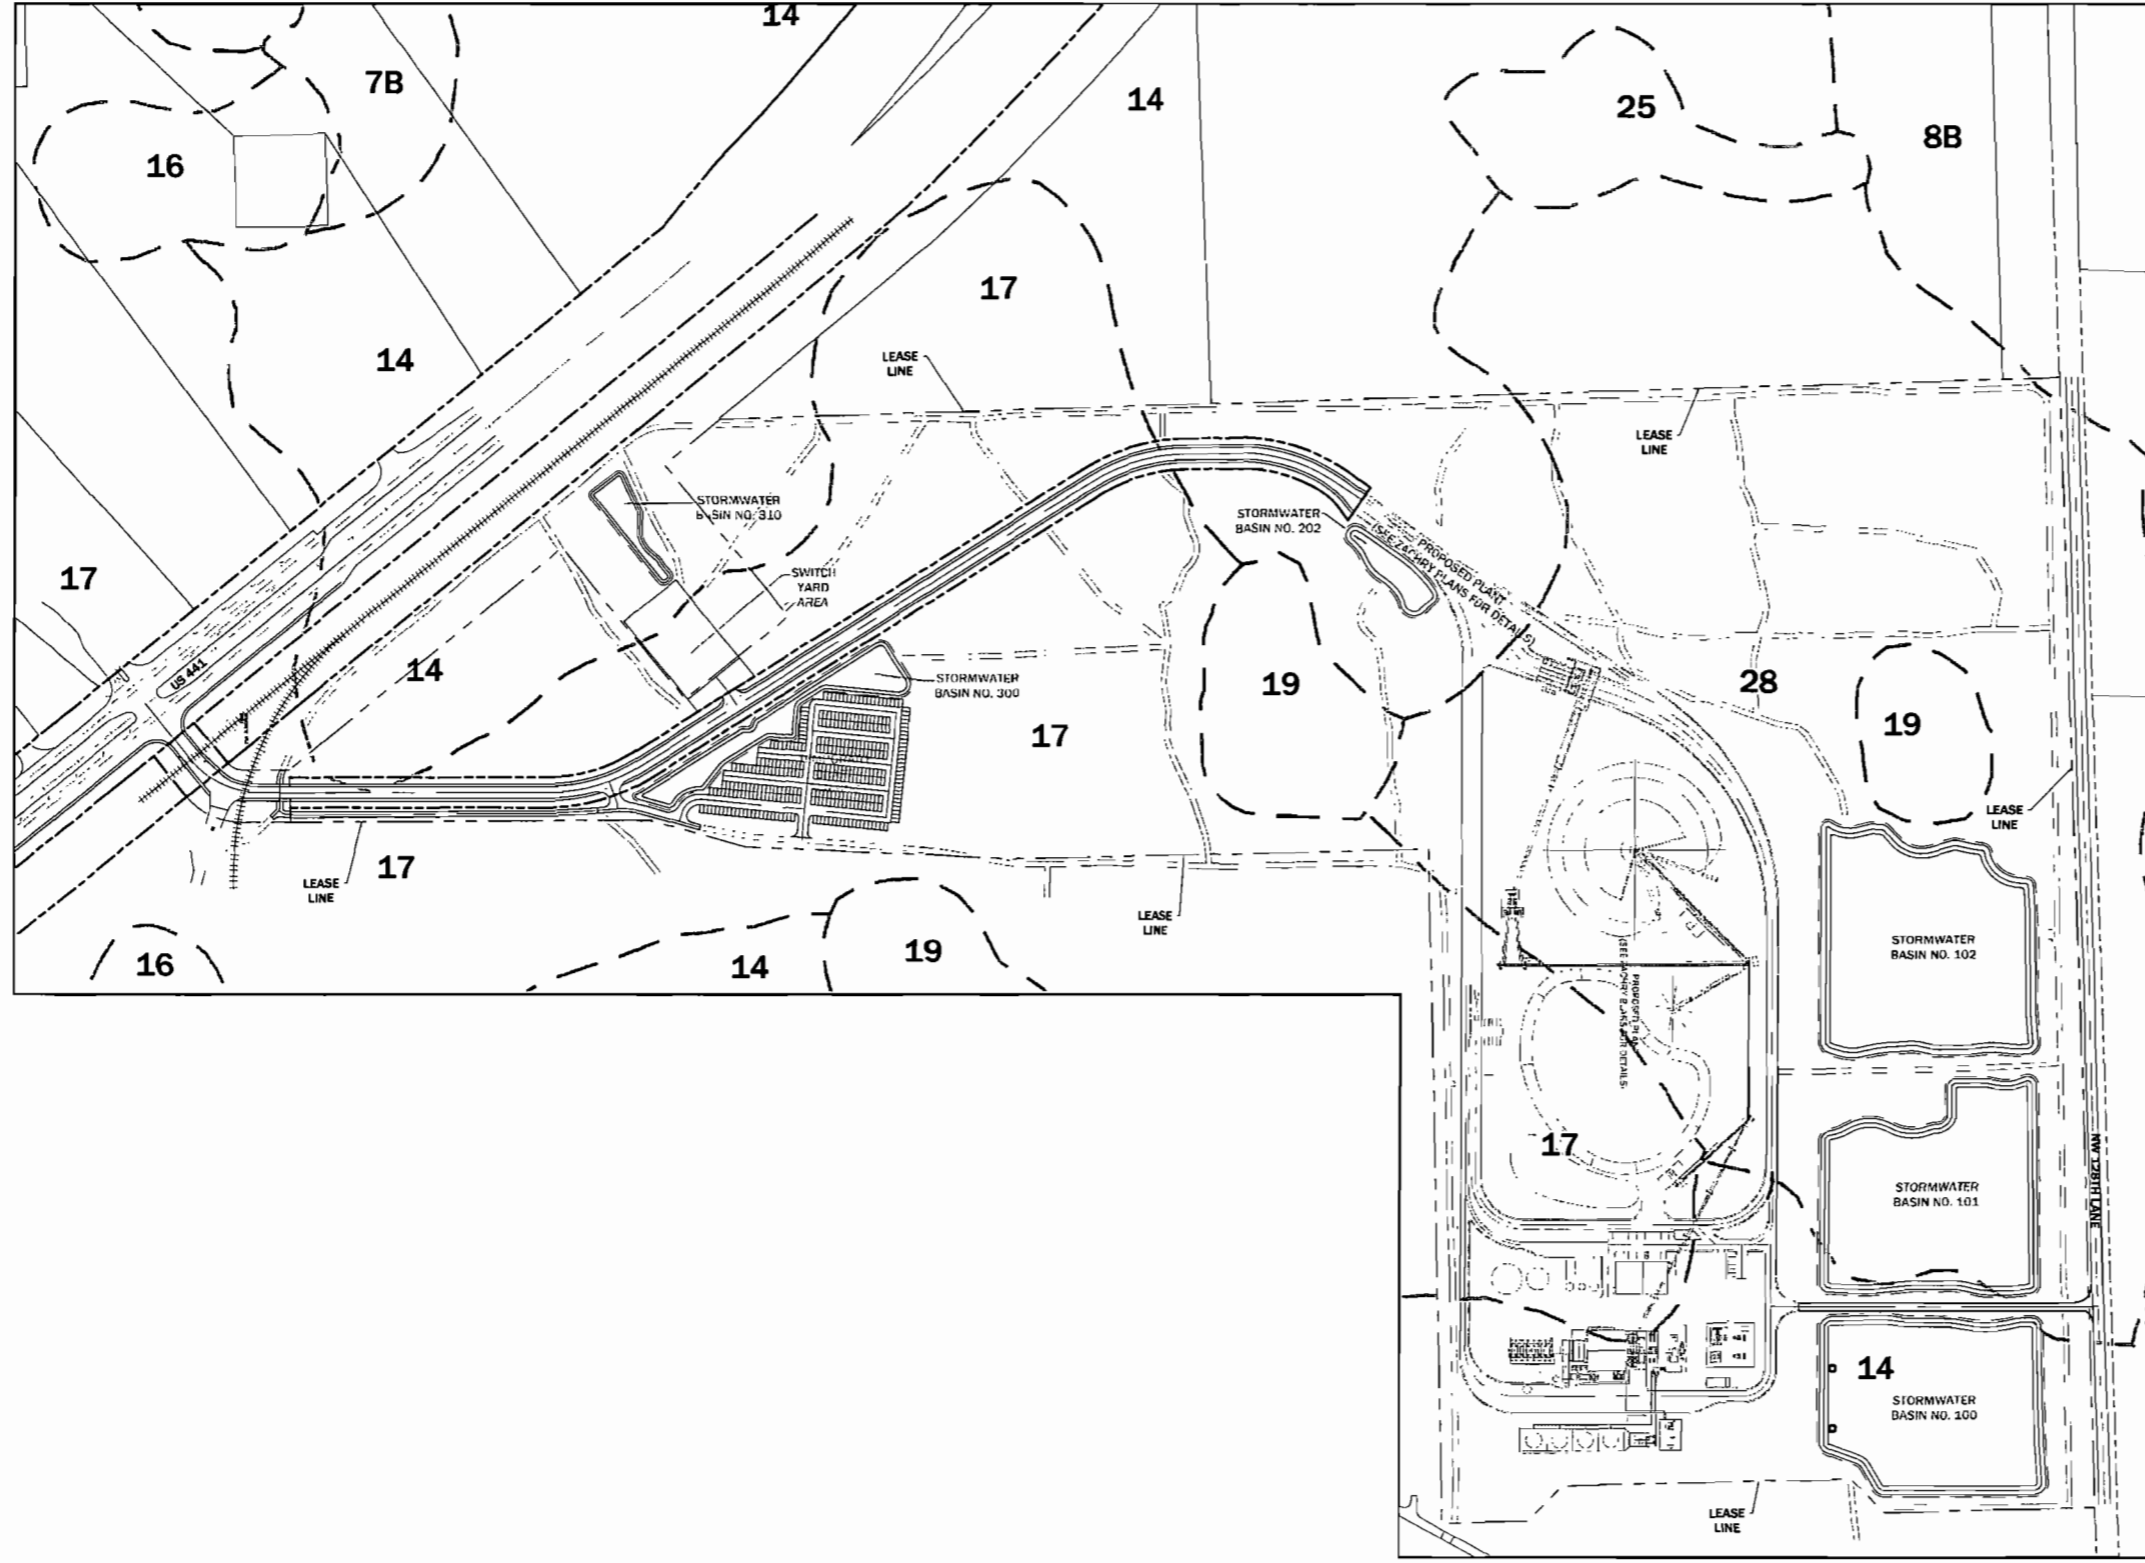 14
7B
14
25
8B
16
17
14
LEASE
LINE
LEASE
LINE
STORMWATER
BASIN NO. 310
STORMWATER
BASIN NO. 202
PROPOSED PLANT
(SEE ZACHRY PLANS FOR DETAILS)
17
SWITCH
YARD
AREA
US 441
14
STORMWATER
BASIN NO. 300
19
28
17
19
LEASE
LINE
17
LEASE
LINE
LEASE
LINE
16
14
19
STORMWATER
BASIN NO. 102
17
NW 128TH LANE
STORMWATER
BASIN NO. 101
14
STORMWATER
BASIN NO. 100
LEASE
LINE